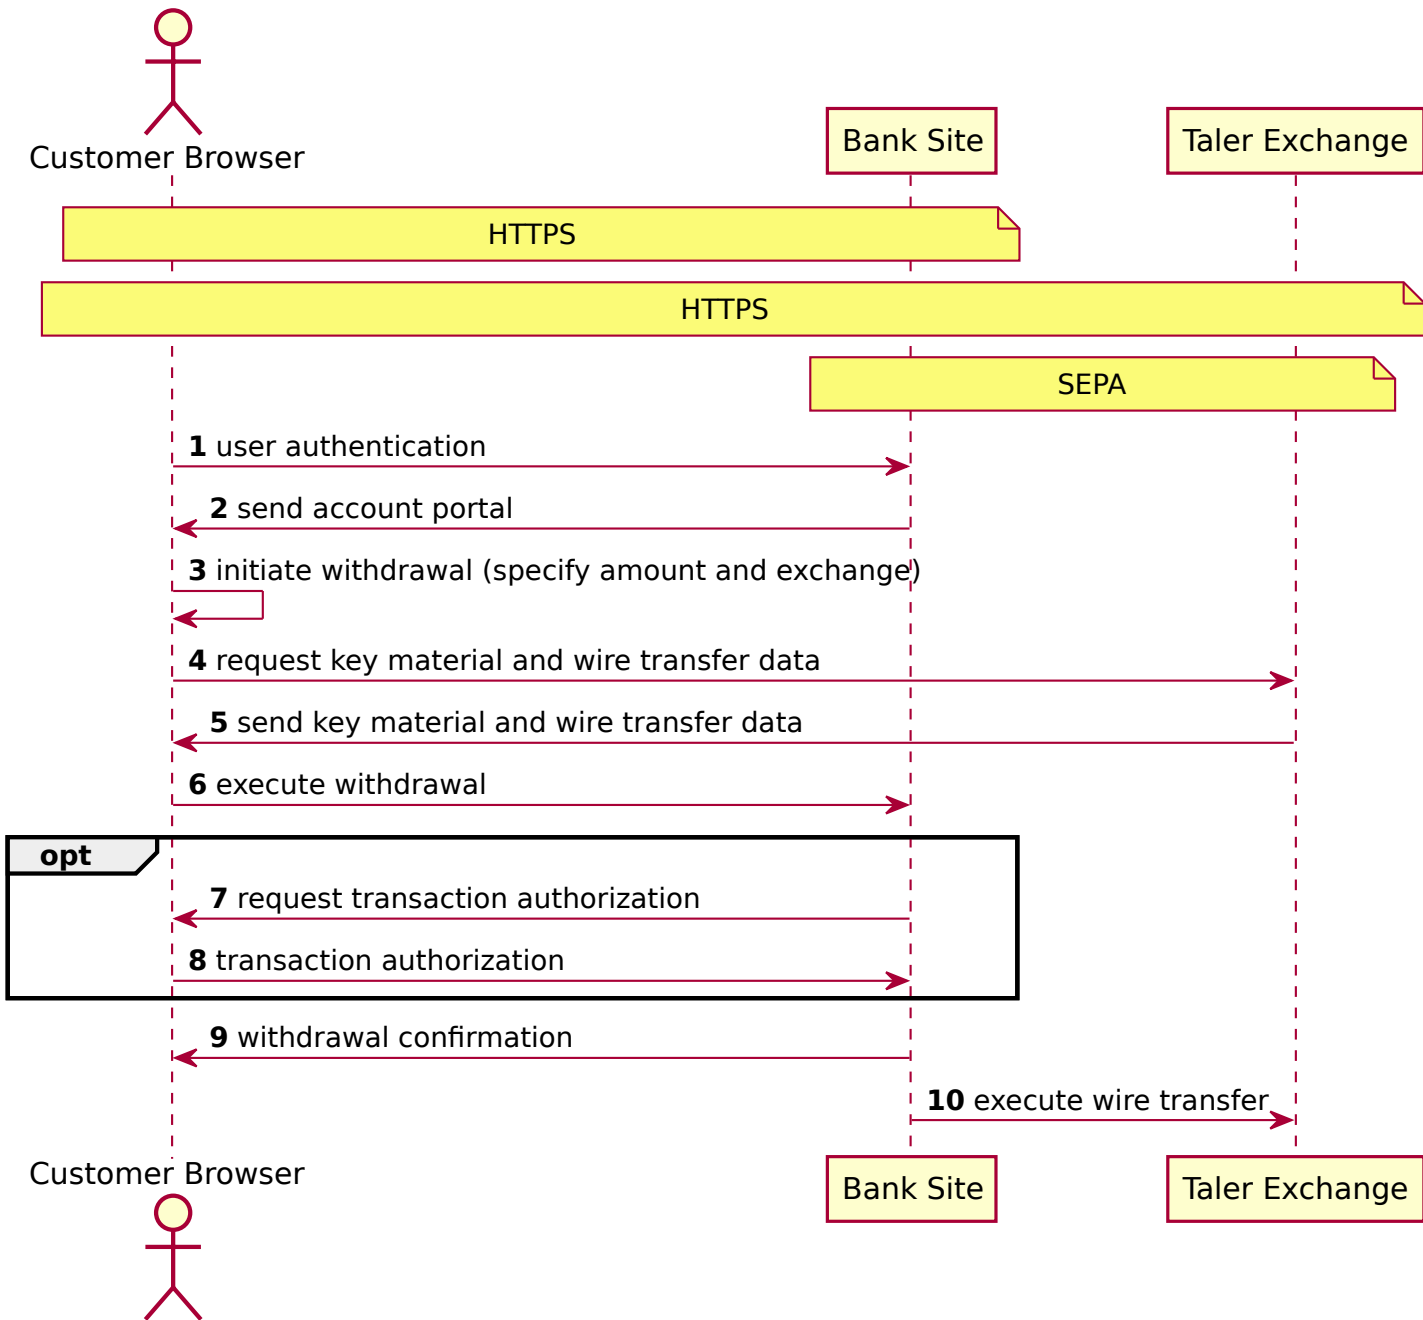 Customer Browser
Bank Site
Taler Exchange
HTTPS
HTTPS
SEPA
1 user authentication
2 send account portal
3 initiate withdrawal (specify amount and exchange)
4 request key material and wire transfer data
5 send key material and wire transfer data
6 execute withdrawal
opt
7 request transaction authorization
8 transaction authorization
9 withdrawal confirmation
10 execute wire transfer
Customer Browser
Bank Site
Taler Exchange